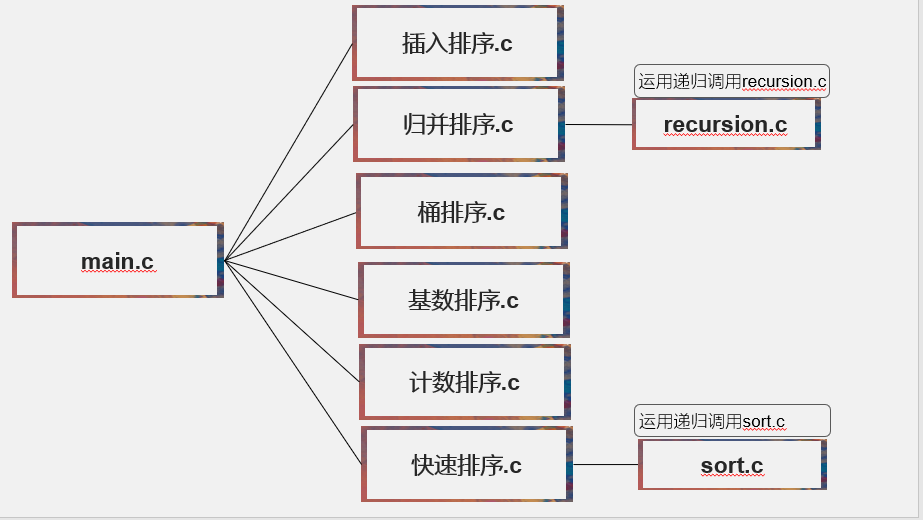 插入排序.c
运用递归调用recursion.c
归并排序.c
recursion.c
桶排序.c
main.c
基数排序.c
计数排序.c
运用递归调用sort.c
快速排序.c
sort.c